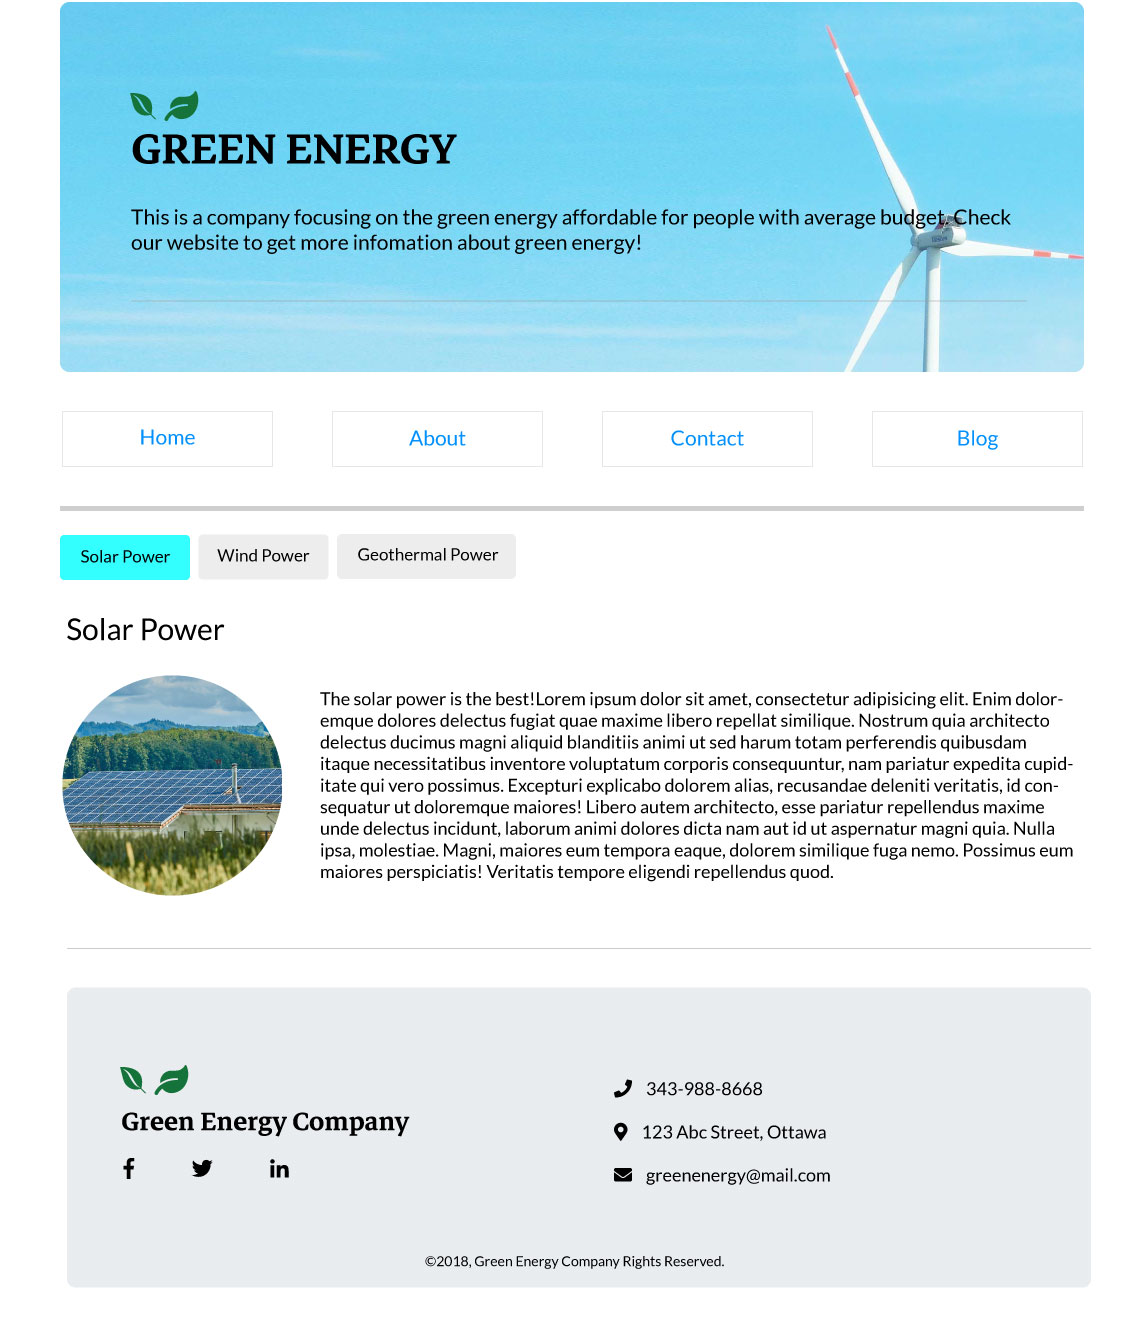 GREEN ENERGY
This is a company focusing on the green energy affordable for people with average budget. Check
our website to get more infomation about green energy!
Home
About
Contact
Blog
Solar Power
Wind Power
Geothermal Power
Solar Power
The solar power is the best!Lorem ipsum dolor sit amet, consectetur adipisicing elit. Enim dolor-
emque dolores delectus fugiat quae maxime libero repellat similique. Nostrum quia architecto
delectus ducimus magni aliquid blanditiis animi ut sed harum totam perferendis quibusdam
itaque necessitatibus inventore voluptatum corporis consequuntur, nam pariatur expedita cupid-
itate qui vero possimus. Excepturi explicabo dolorem alias, recusandae deleniti veritatis, id con-
sequatur ut doloremque maiores! Libero autem architecto, esse pariatur repellendus maxime
unde delectus incidunt, laborum animi dolores dicta nam aut id ut aspernatur magni quia. Nulla
ipsa, molestiae. Magni, maiores eum tempora eaque, dolorem similique fuga nemo. Possimus eum
maiores perspiciatis! Veritatis tempore eligendi repellendus quod.
Green Energy Company
343-988-8668
123 Abc Street, Ottawa
greenenergy@mail.com
©2018, Green Energy Company Rights Reserved.